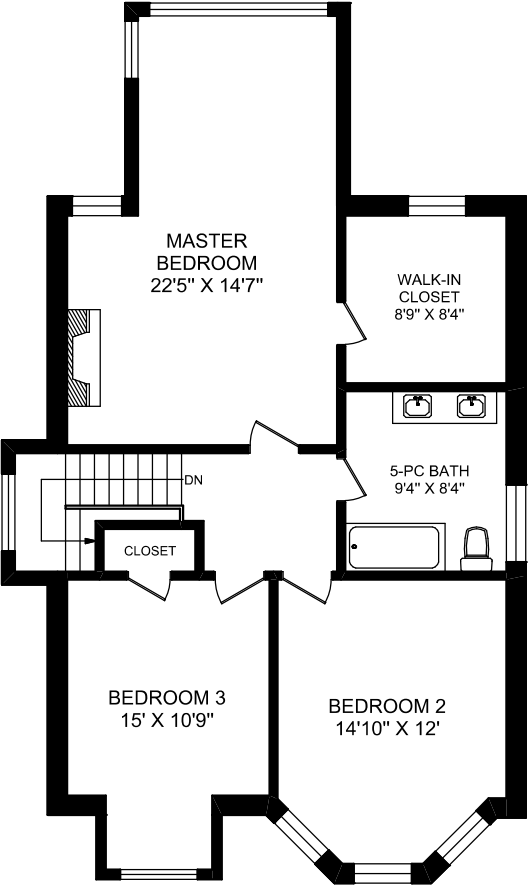 MASTER
BEDROOM
22'5" X 14'7"
WALK-IN
CLOSET
8'9" X 8'4"
5-PC BATH
9'4" X 8'4"
DN
CLOSET
BEDROOM 3
15' X 10'9"
BEDROOM 2
14'10" X 12'